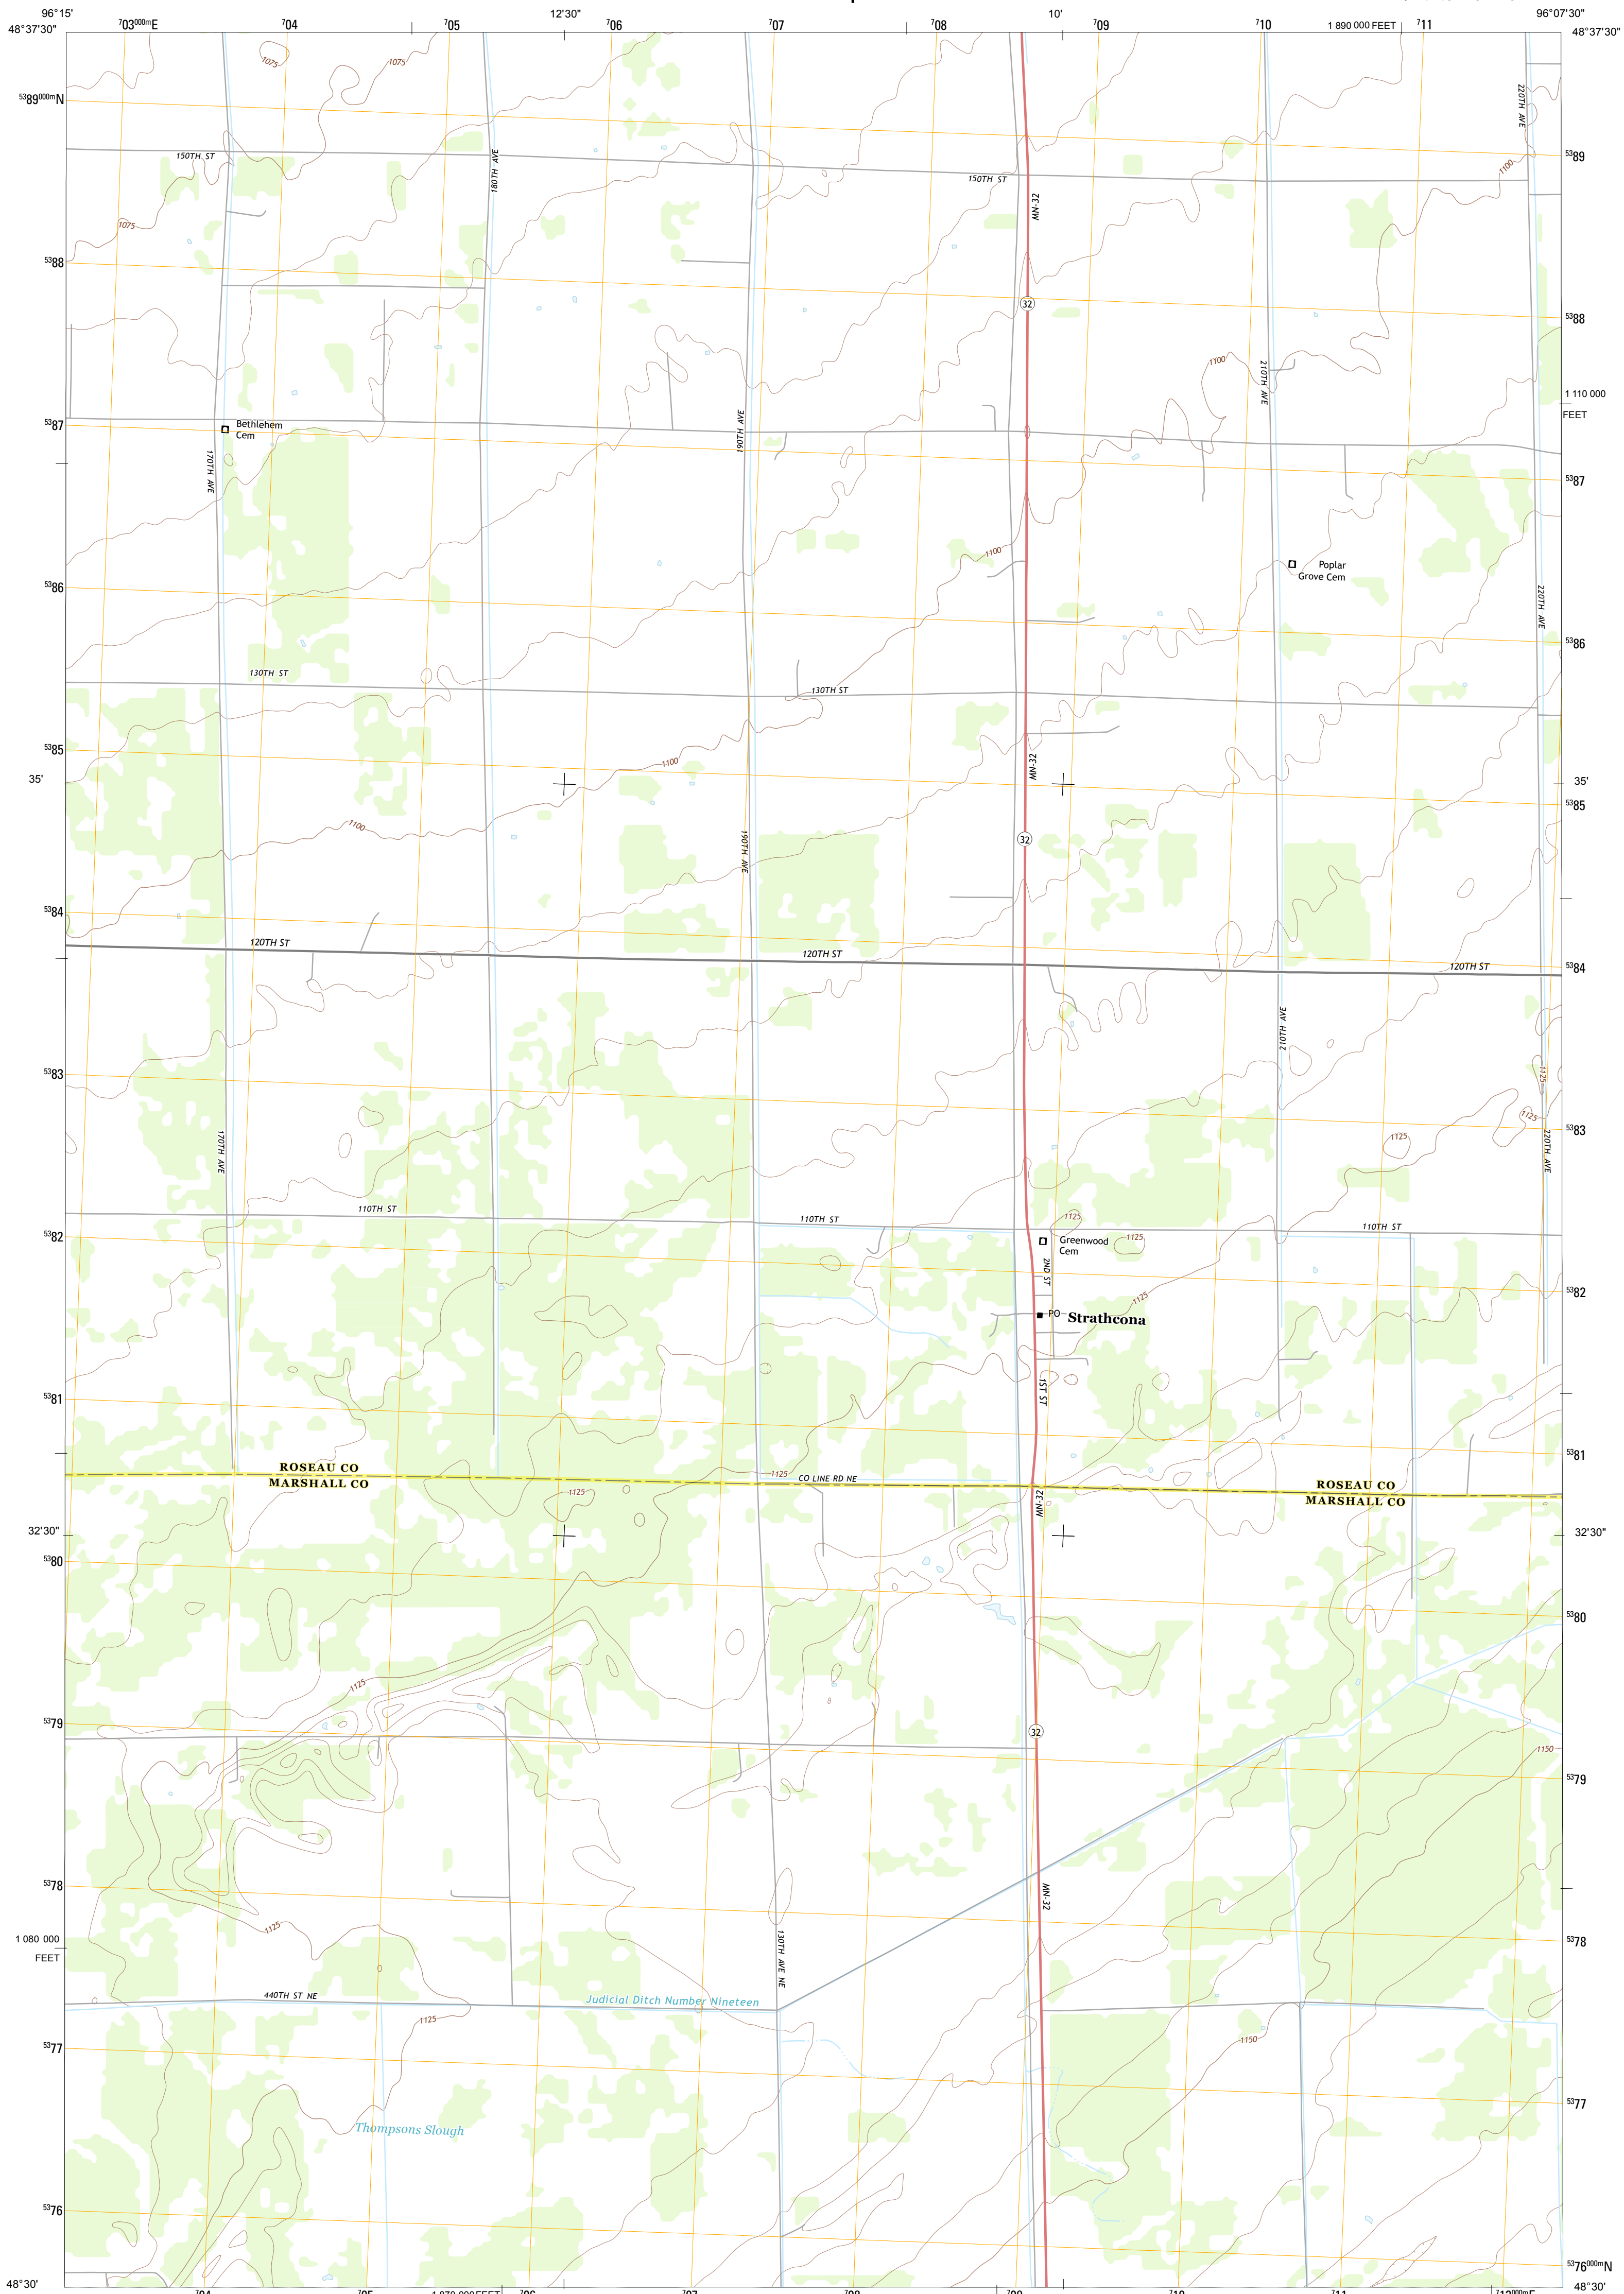 96°15'
703000mE
704
705
12'30"
706
707
708
10'
709
710
1 890 000 FEET
711
96°07'30"
48°37'30"
48°37'30"
5389000mN
1075
1075
220TH AVE
150TH ST
180TH AVE
150TH ST
1100
5389
MN-32
1075
5388
32
5388
1100
210TH AVE
1 110 000
FEET
5387
Bethlehem
Cem
190TH AVE
170TH AVE
5387
1100
Poplar
Grove Cem
5386
220TH AVE
5386
130TH ST
130TH ST
5385
1100
MN-32
35'
35'
5385
1100
190TH AVE
32
5384
120TH ST
120TH ST
120TH ST
5384
210TH AVE
5383
1125
1125
5383
1125
170TH AVE
220TH AVE
110TH ST
110TH ST
1125
110TH ST
5382
Greenwood
Cem
1125
2ND ST
5382
1125
PO
Strathcona
5381
1ST ST
5381
ROSEAU CO
MARSHALL CO
1125
CO LINE RD NE
ROSEAU CO
MARSHALL CO
1125
MN-32
32'30"
32'30"
5380
5380
1125
5379
32
1150
5379
5378
MN-32
1125
1 080 000
FEET
130TH AVE NE
5378
440TH ST NE
Judicial Ditch Number Nineteen
1125
1150
5377
5377
Thompsons Slough
5376
5376000mN
48°30'
48°30'